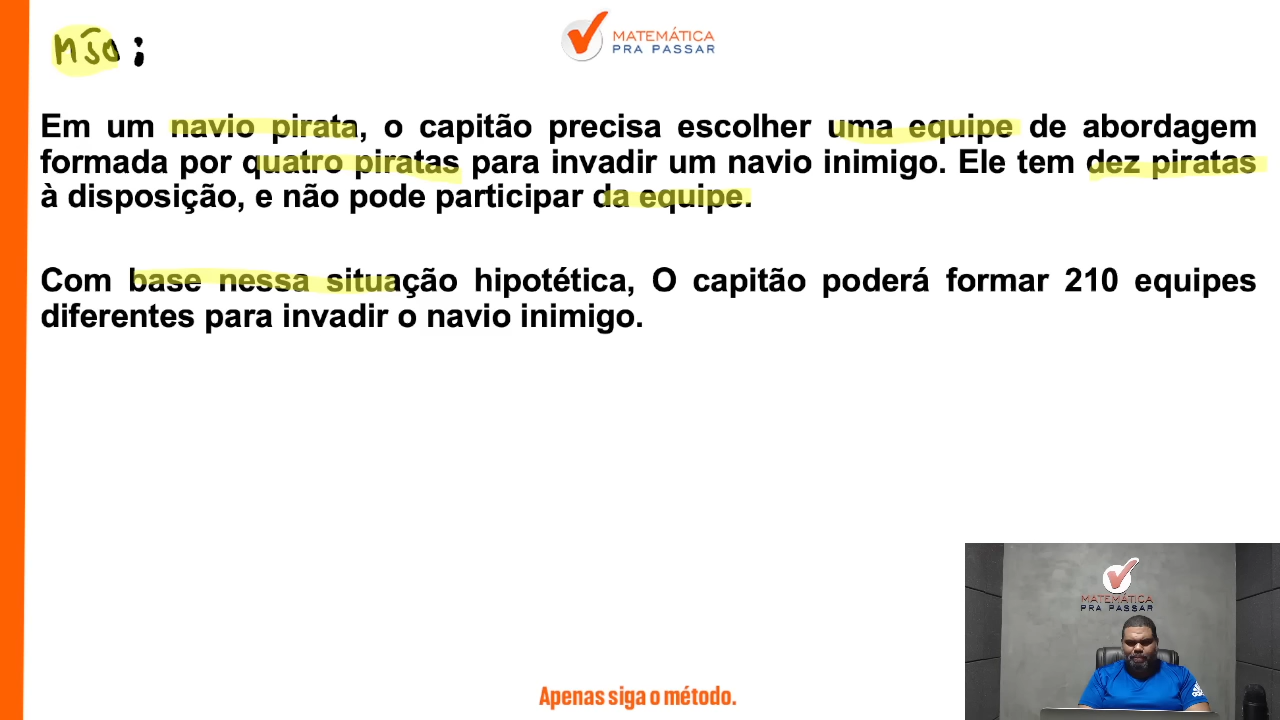 não :
MATEMÁTICA
PRA PASSAR
Em um navio pirata, o capitão precisa escolher uma equipe de abordagem
formada por quatro piratas para invadir um navio inimigo. Ele tem dez piratas
à disposição, e não pode participar da equipe.
Com base nessa situação hipotética, O capitão poderá formar 210 equipes
diferentes para invadir o navio inimigo.
MATEMÁTICA
PRA PASSAR
adidas
Apenas siga o método.